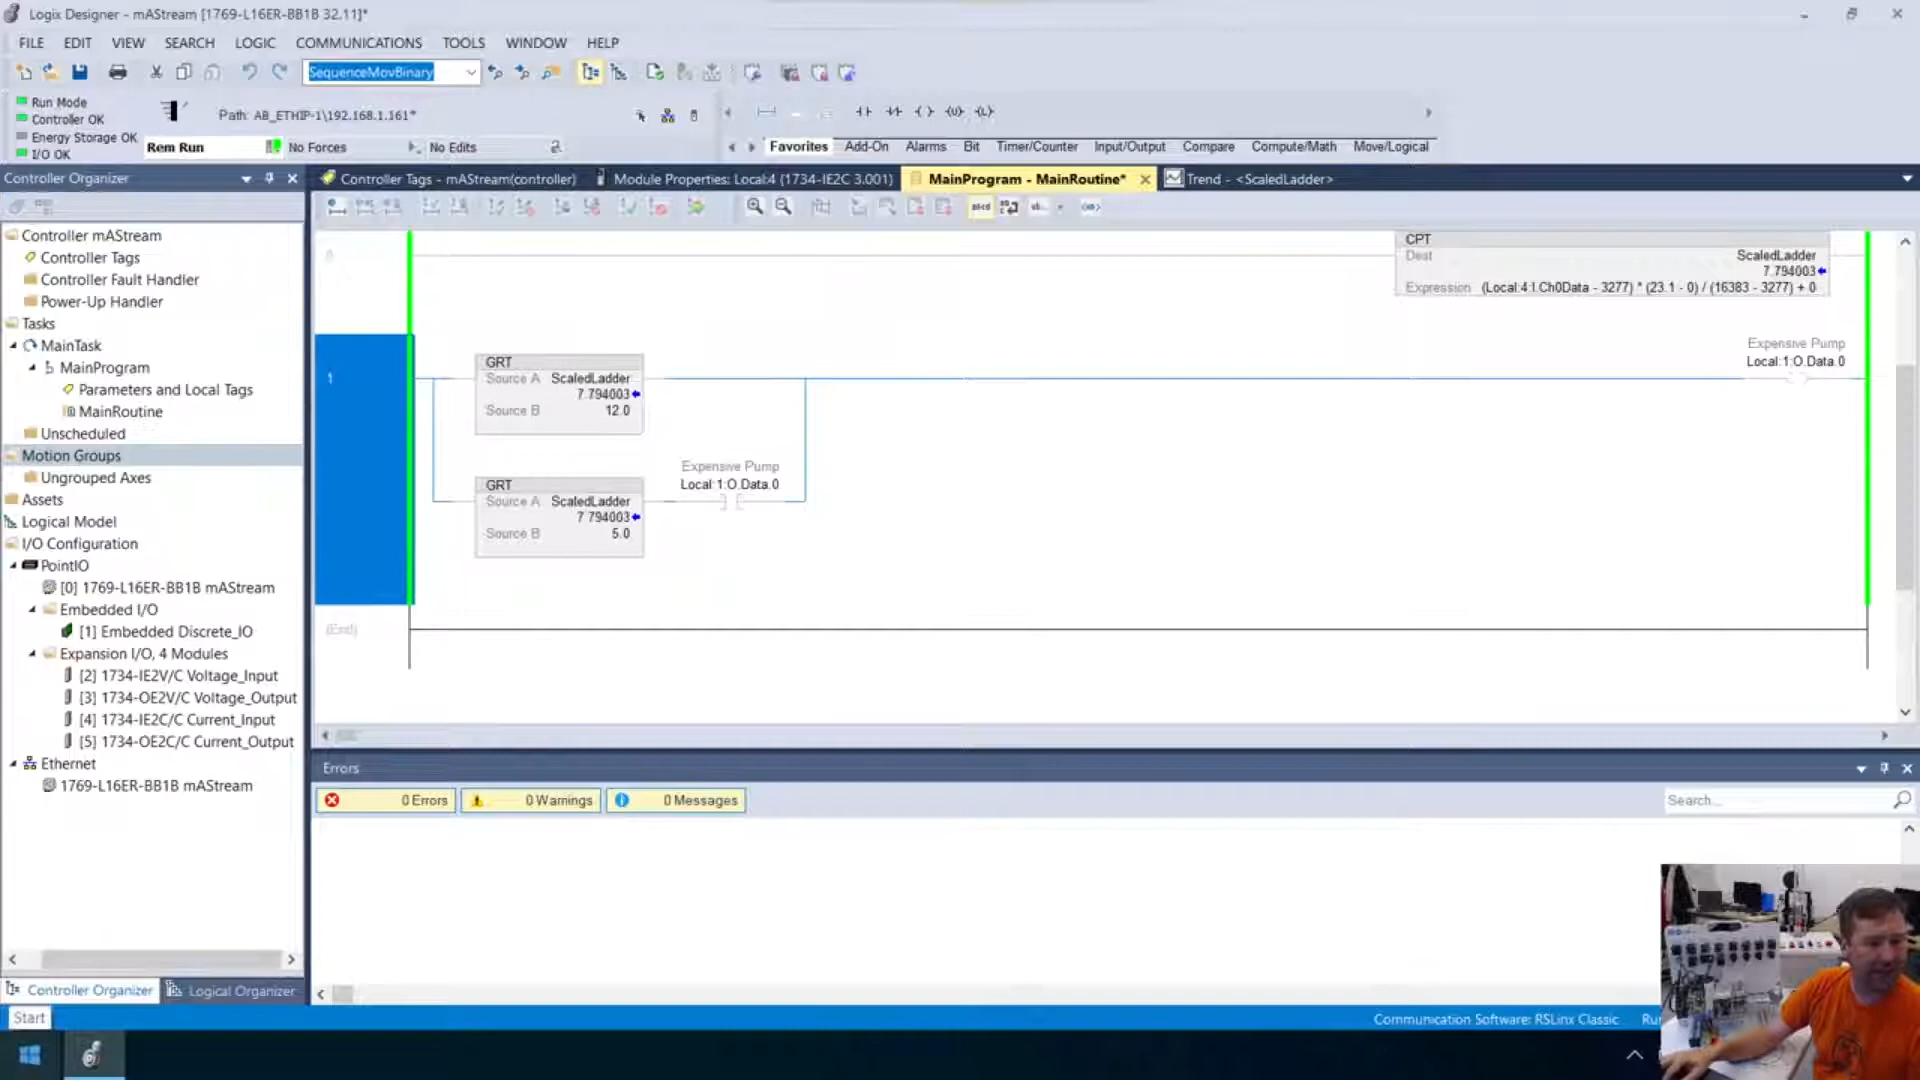 Logix Designer - mAStream [1769-L16ER-BB1B 32.11]*
FILE EDIT VIEW SEARCH LOGIC COMMUNICATIONS TOOLS WINDOW HELP
SequenceMovBinary
Run Mode
Controller OK
Energy Storage OK
I/O OK
Path: AB_ETHIP-1\192.168.1.161*
Rem Run No Forces No Edits
Favorites Add-On Alarms Bit Timer/Counter Input/Output Compare Compute/Math Move/Logical
Controller Organizer
Controller Tags - mAStream(controller) Module Properties: Local:4 (1734-IE2C 3.001) MainProgram - MainRoutine* Trend - <ScaledLadder>
Controller mAStream
Controller Tags
Controller Fault Handler
Power-Up Handler
Tasks
MainTask
MainProgram
Parameters and Local Tags
MainRoutine
Unscheduled
Motion Groups
Ungrouped Axes
Assets
Logical Model
I/O Configuration
PointIO
[0] 1769-L16ER-BB1B mAStream
Embedded I/O
[1] Embedded Discrete_IO
Expansion I/O, 4 Modules
[2] 1734-IE2V/C Voltage_Input
[3] 1734-OE2V/C Voltage_Output
[4] 1734-IE2C/C Current_Input
[5] 1734-OE2C/C Current_Output
Ethernet
1769-L16ER-BB1B mAStream
Controller Organizer Logical Organizer
0
CPT
Dest ScaledLadder
7.794003
Expression (Local:4:I.Ch0Data - 3277) * (23.1 - 0) / (16383 - 3277) + 0
1
GRT
Source A ScaledLadder
7.794003
Source B 12.0
Expensive Pump
Local:1:O.Data.0
GRT
Source A ScaledLadder
7.794003
Source B 5.0
Expensive Pump
Local:1:O.Data.0
(End)
Errors
0 Errors 0 Warnings 0 Messages
Search...
Start
Communication Software: RSLinx Classic